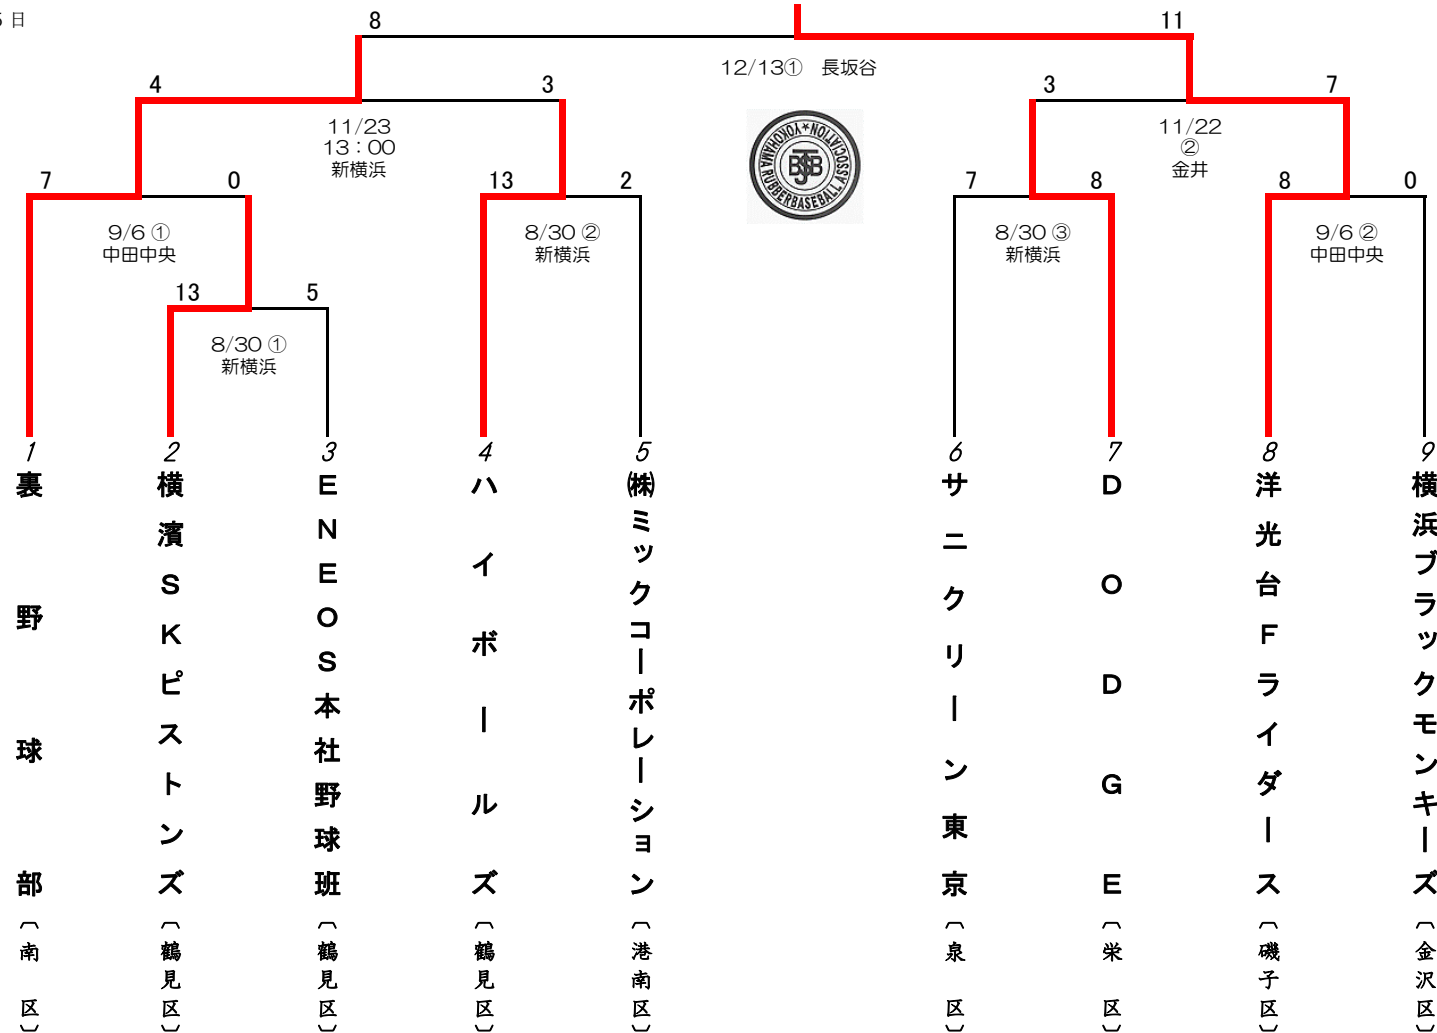 日
8
11
12/13① 長坂谷
4
3
3
7
11/23
13：00
新横浜
11/22
②
金井
YOKOHAMA RUBBERBASEBALL ASSOCIATION
7
0
13
2
7
8
8
0
9/6 ①
中田中央
8/30 ②
新横浜
8/30 ③
新横浜
9/6 ②
中田中央
13
5
8/30 ①
新横浜
1
裏野球部
〔南区〕
2
横濱SKピストンズ
〔鶴見区〕
3
ENEOS本社野球班
〔鶴見区〕
4
ハイボールズ
〔鶴見区〕
5
㈱ミックコーポレーション
〔港南区〕
6
サニクリーン東京
〔泉区〕
7
DODGE
〔栄区〕
8
洋光台Fライダース
〔磯子区〕
9
横浜ブラックモンキーズ
〔金沢区〕